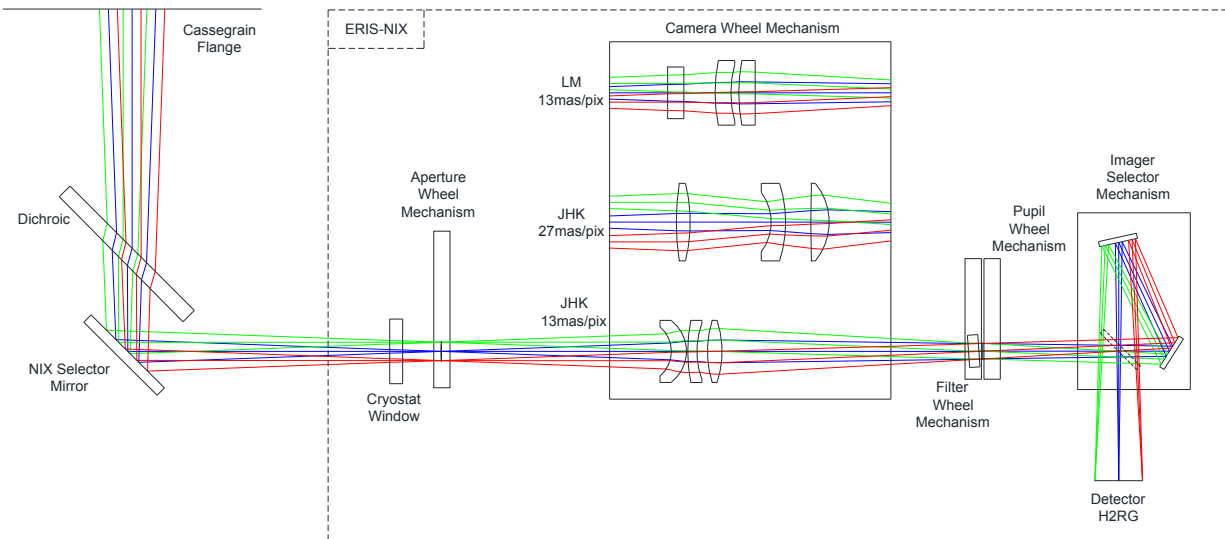 Cassegrain
Flange
ERIS-NIX
Camera Wheel Mechanism
LM
13mas/pix
Dichroic
Aperture
Wheel
Mechanism
JHK
27mas/pix
Imager
Selector
Mechanism
Pupil
Wheel
Mechanism
JHK
13mas/pix
NIX Selector
Mirror
Cryostat
Window
Filter
Wheel
Mechanism
Detector
H2RG